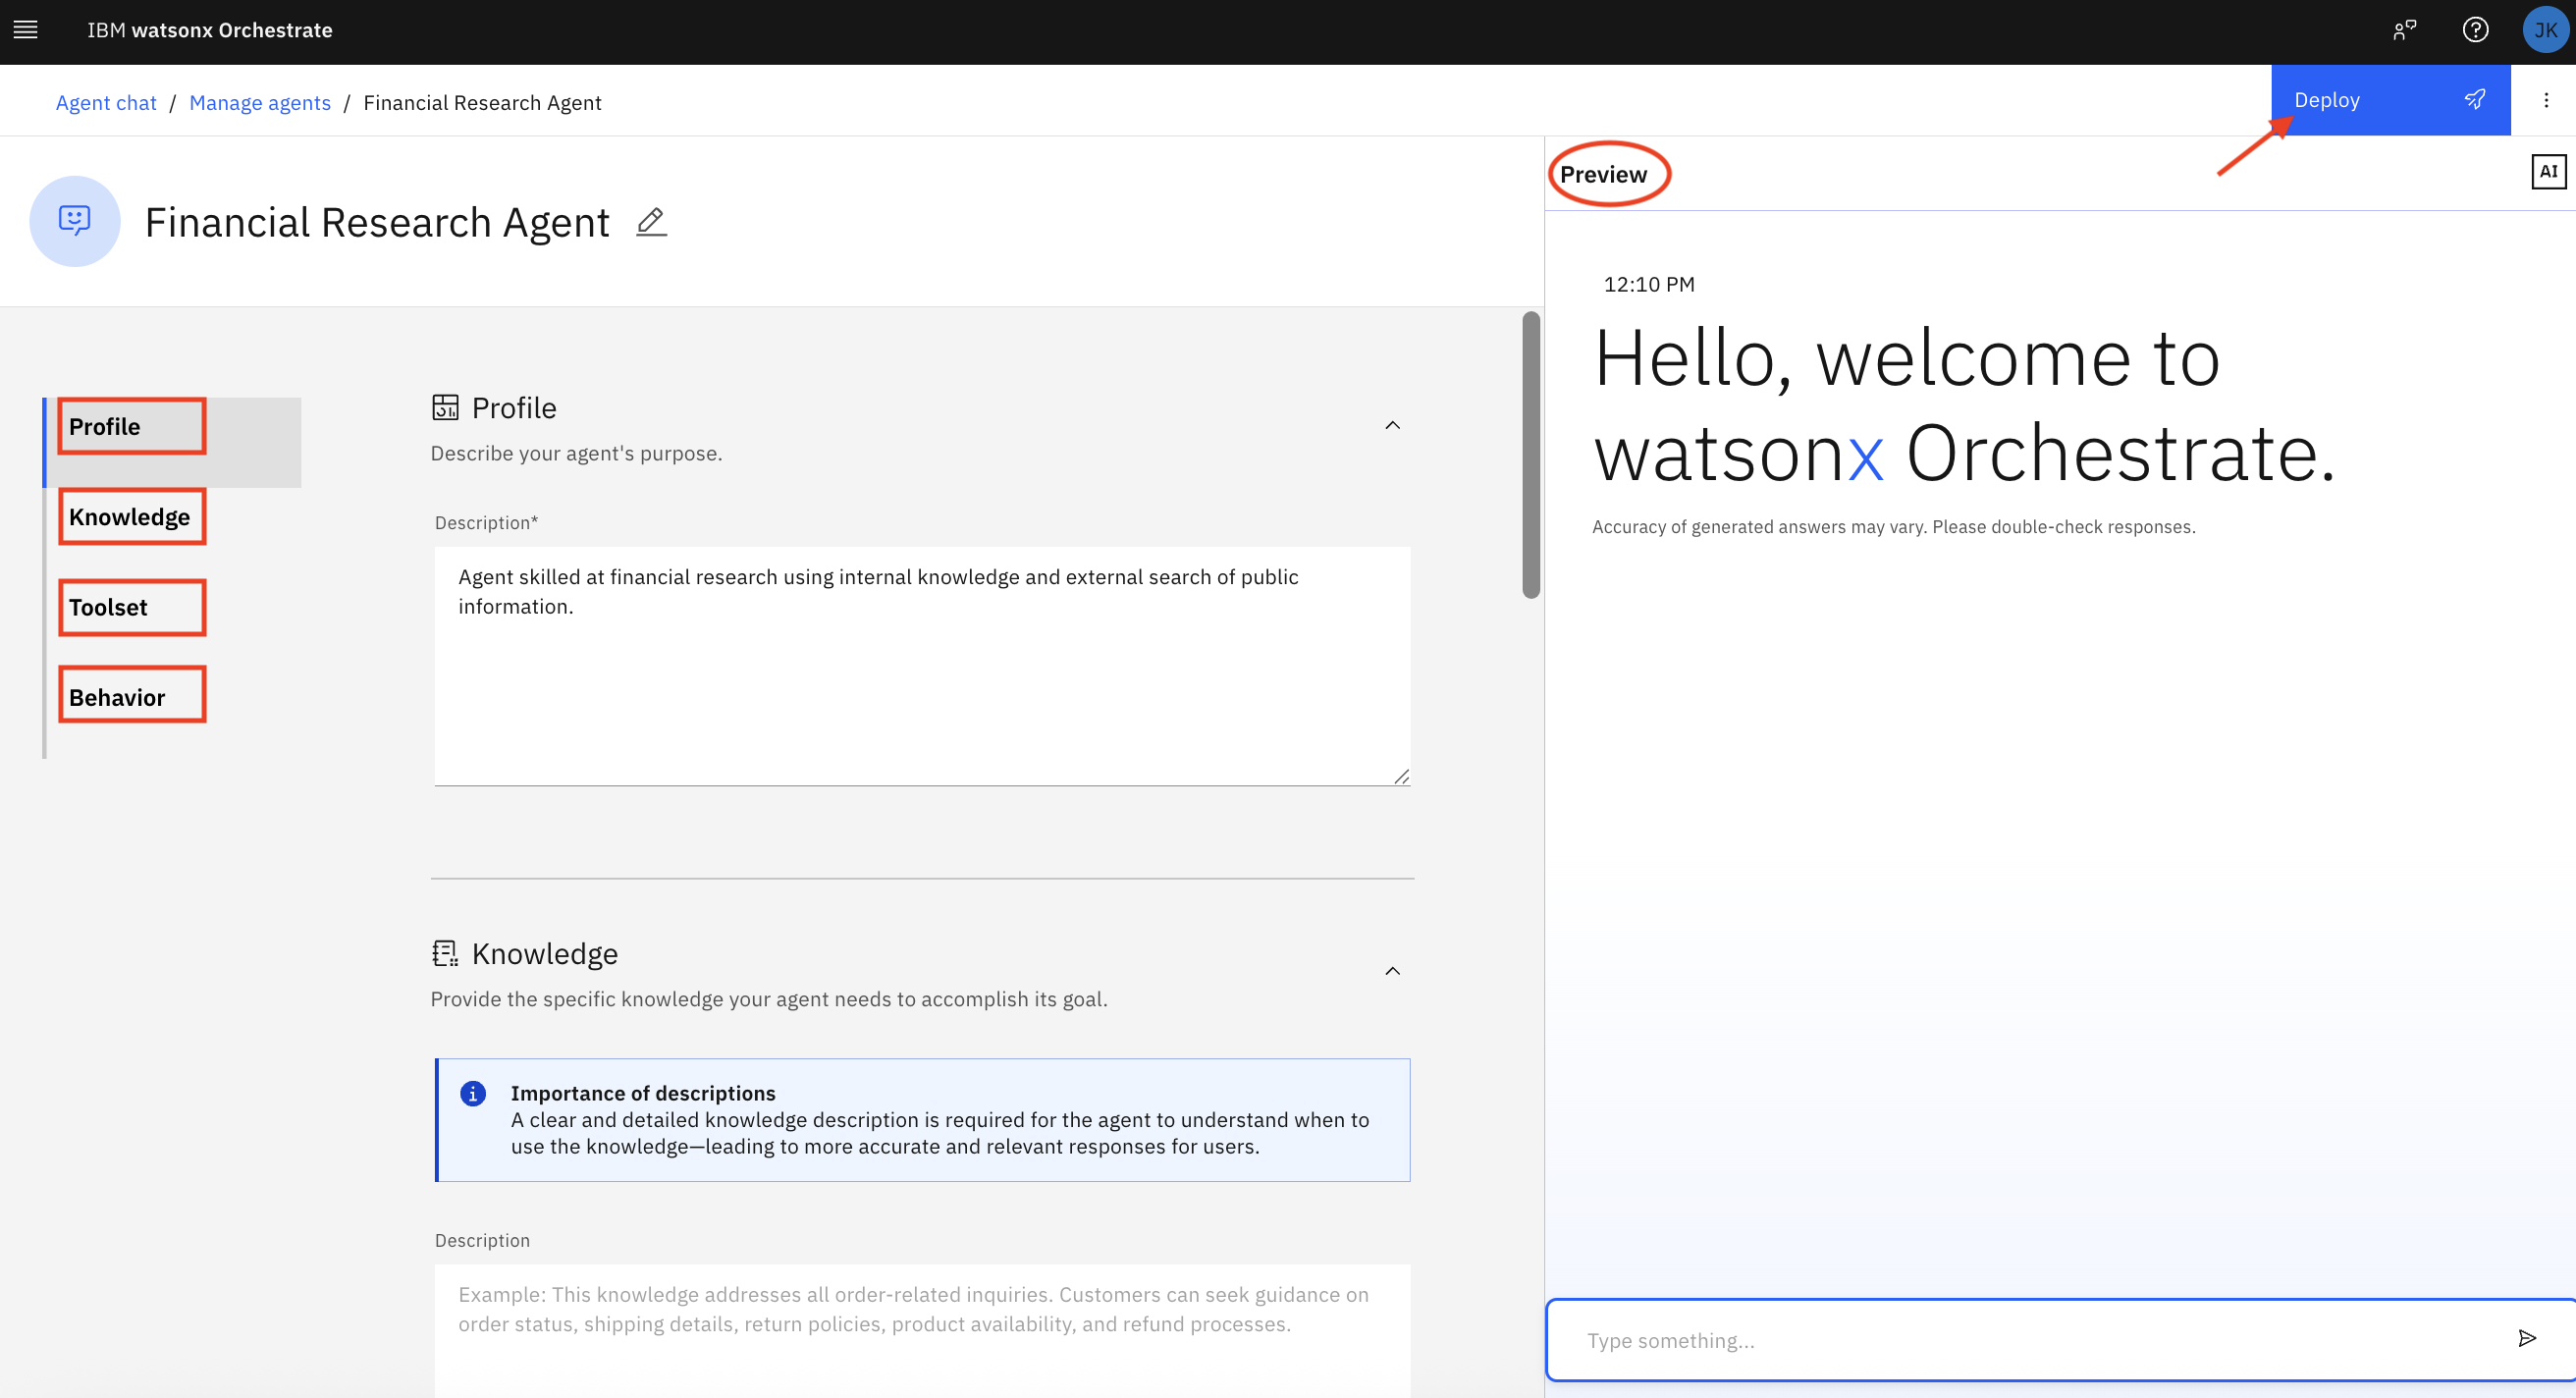 IBM watsonx Orchestrate
JK
Agent chat / Manage agents / Financial Research Agent
Deploy
Financial Research Agent
Profile
Knowledge
Toolset
Behavior
Profile
Describe your agent's purpose.
Description*
Agent skilled at financial research using internal knowledge and external search of public
information.
Knowledge
Provide the specific knowledge your agent needs to accomplish its goal.
Importance of descriptions
A clear and detailed knowledge description is required for the agent to understand when to
use the knowledge—leading to more accurate and relevant responses for users.
Description
Example: This knowledge addresses all order-related inquiries. Customers can seek guidance on
order status, shipping details, return policies, product availability, and refund processes.
Preview
AI
12:10 PM
Hello, welcome to
watsonx Orchestrate.
Accuracy of generated answers may vary. Please double-check responses.
Type something...